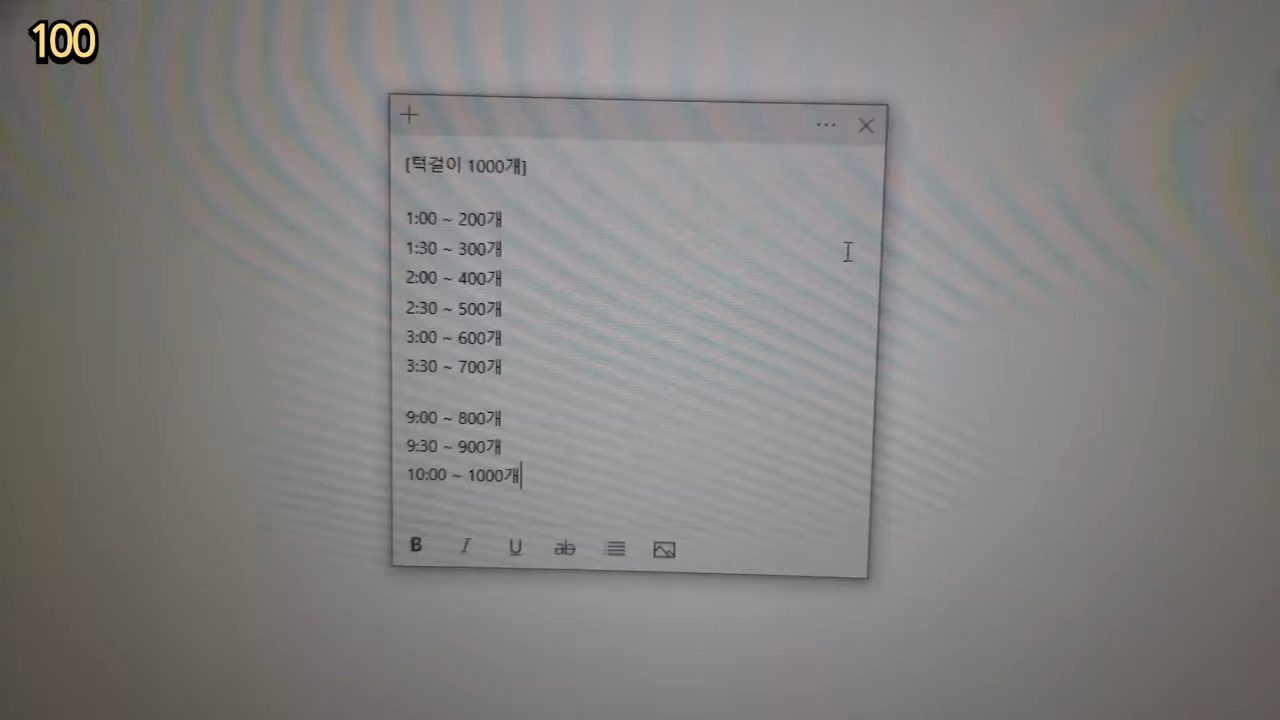 100
[턱걸이 1000개]
1:00 ~ 200개
1:30 ~ 300개
2:00 ~ 400개
2:30 ~ 500개
3:00 ~ 600개
3:30 ~ 700개
9:00 ~ 800개
9:30 ~ 900개
10:00 ~ 1000개
B I U ab